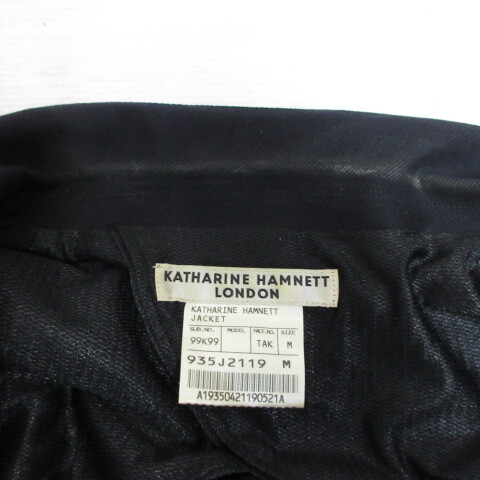 KATHARINE HAMNETT
LONDON
KATHARINE HAMNETT
JACKET
SUB.NO. MODEL FACT.NO. SIZE
99K99 TAK M
935J2119 M
A19350421190521A